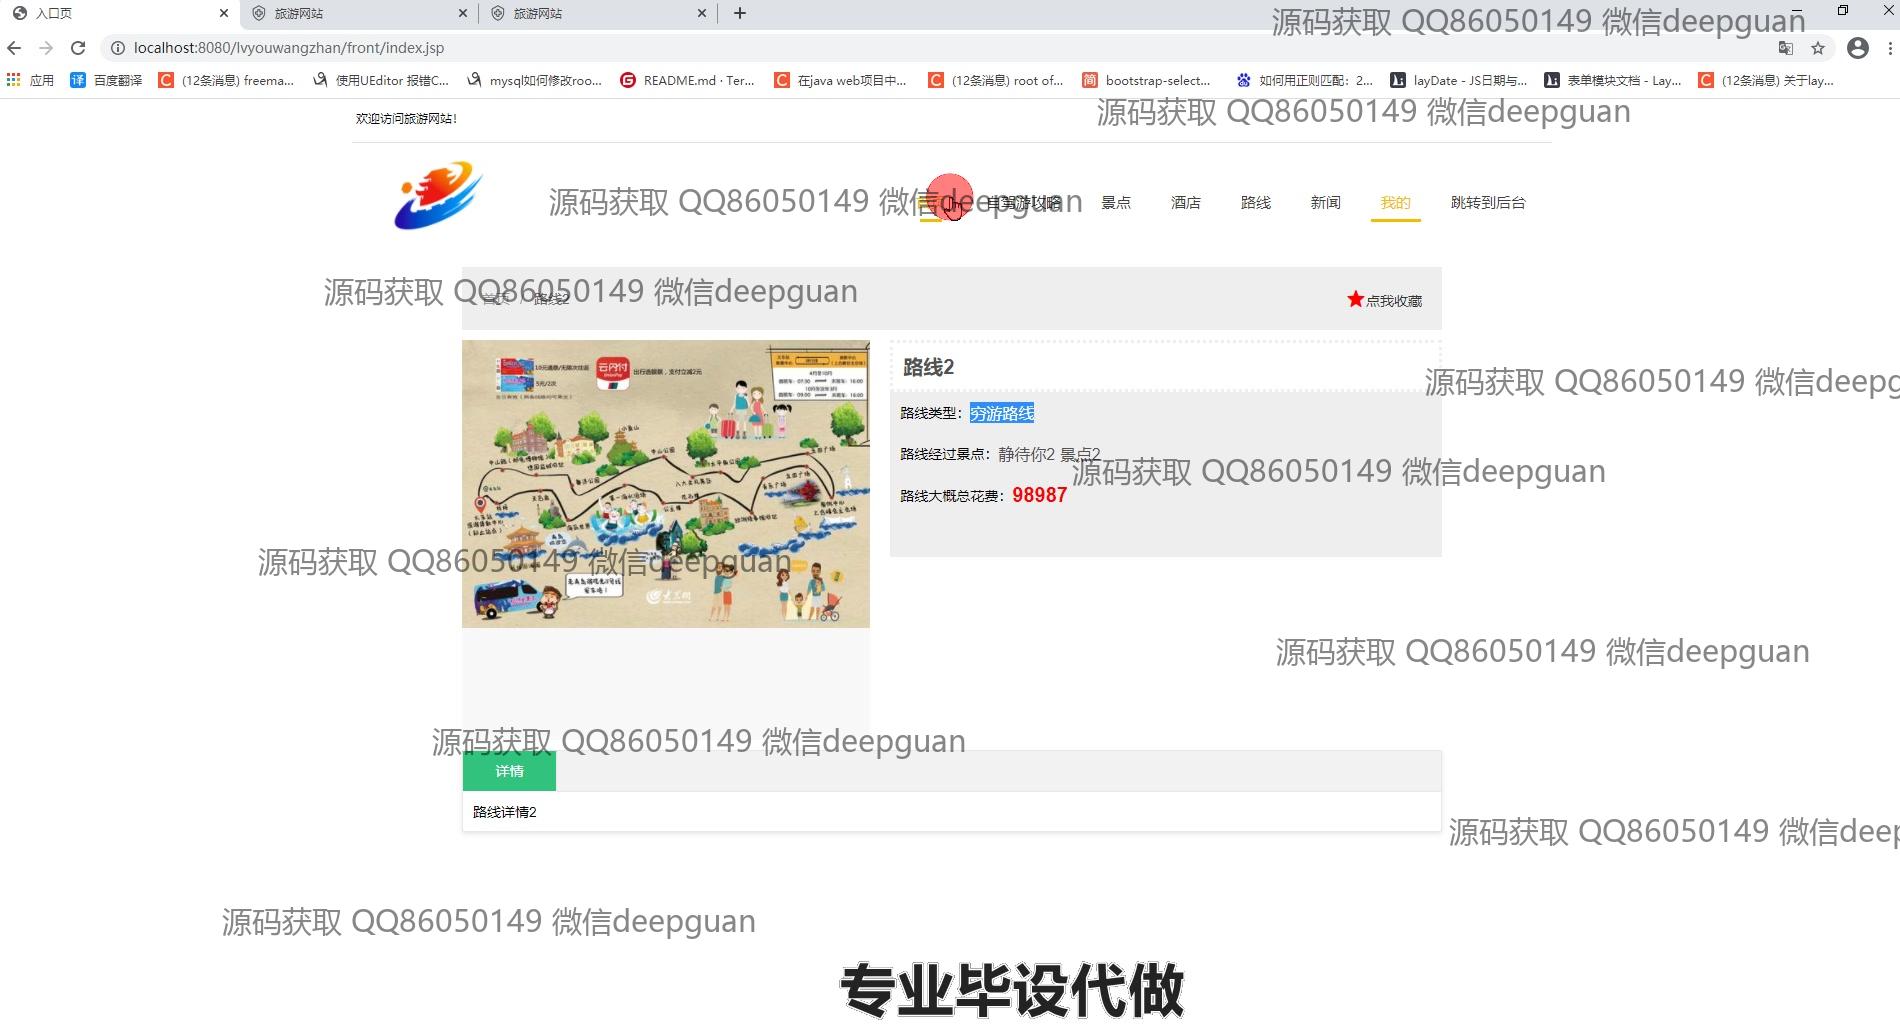 入口页
旅游网站
旅游网站
源码获取 QQ86050149 微信deepguan
localhost:8080/lvyouwangzhan/front/index.jsp
应用
译 百度翻译
(12条消息) freema...
使用UEditor 报错C...
mysql如何修改roo...
README.md · Ter...
在java web项目中...
(12条消息) root of...
简 bootstrap-select...
如何用正则匹配：2...
layDate - JS日期与...
表单模块文档 - Lay...
(12条消息) 关于lay...
源码获取 QQ86050149 微信deepguan
欢迎访问旅游网站!
源码获取 QQ86050149 微信deepguan
自驾游攻略
景点
酒店
路线
新闻
我的
跳转到后台
源码获取 QQ86050149 微信deepguan
首页 / 路线2
点我收藏
云闪付
路线2
源码获取 QQ86050149 微信deepg
路线类型：穷游路线
路线经过景点：静待你2 景点2
源码获取 QQ86050149 微信deepguan
路线大概总花费：98987
源码获取 QQ86050149 微信deepguan
源码获取 QQ86050149 微信deepguan
源码获取 QQ86050149 微信deepguan
详情
路线详情2
源码获取 QQ86050149 微信deep
源码获取 QQ86050149 微信deepguan
专业毕设代做